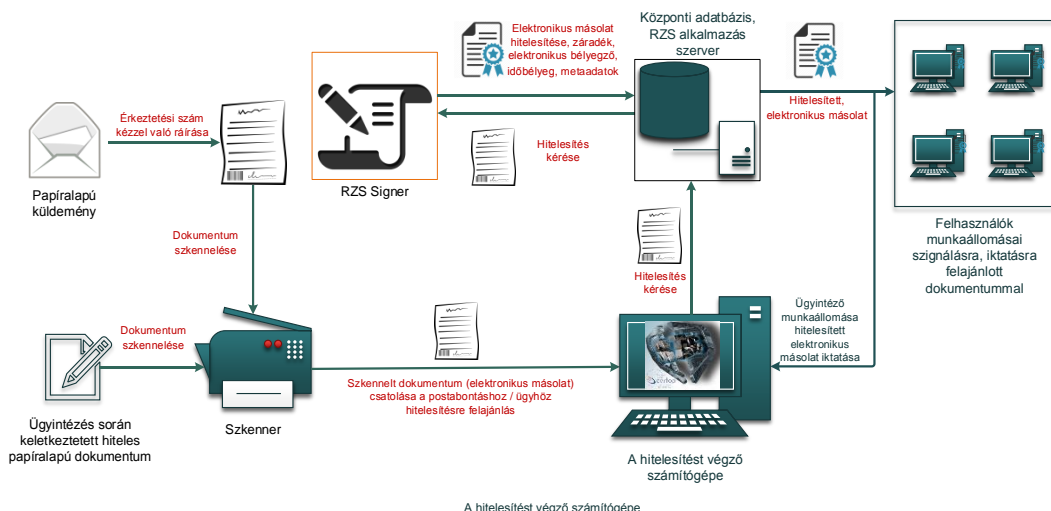 Elektronikus másolat
hitelesítése, záradék,
elektronikus bélyegző,
időbélyeg, metaadatok
Központi adatbázis,
RZS alkalmazás
szerver
Érkeztetési szám
kézzel való ráírása
Hitelesítés
kérése
Hitelesített,
elektronikus másolat
Papíralapú
küldemény
RZS Signer
Dokumentum
szkennelése
Hitelesítés
kérése
Felhasználók
munkaállomásai
szignálásra, iktatásra
felajánlott
dokumentummal
Dokumentum
szkennelése
Ügyintéző
munkaállomása
hitelesített
elektronikus
másolat iktatása
Szkennelt dokumentum (elektronikus másolat)
csatolása a postabontáshoz / ügyhöz
hitelesítésre felajánlás
Ügyintézés során
keletkeztetett hiteles
papíralapú dokumentum
Szkenner
A hitelesítést végző
számítógépe
A hitelesítést végző számítógépe